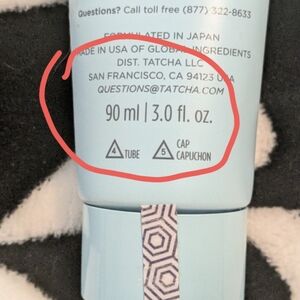 Questions? Call toll free (877) 322-8633
FORMULATED IN JAPAN
MADE IN USA OF GLOBAL INGREDIENTS
DIST. TATCHA LLC
SAN FRANCISCO, CA 94123 USA
QUESTIONS@TATCHA.COM
90 ml | 3.0 fl. oz.
4 TUBE 5 CAP
CAPUCHON